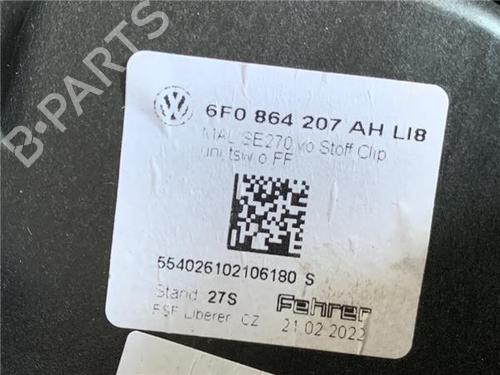 B-PARTS
6F0 864 207 AH LI8
MAL SE270 vo Stoff Clip
uni tsw o FF
554026102106180 S
Stand: 27S
Fehrer
FSF Liberec, CZ 21.02.2022